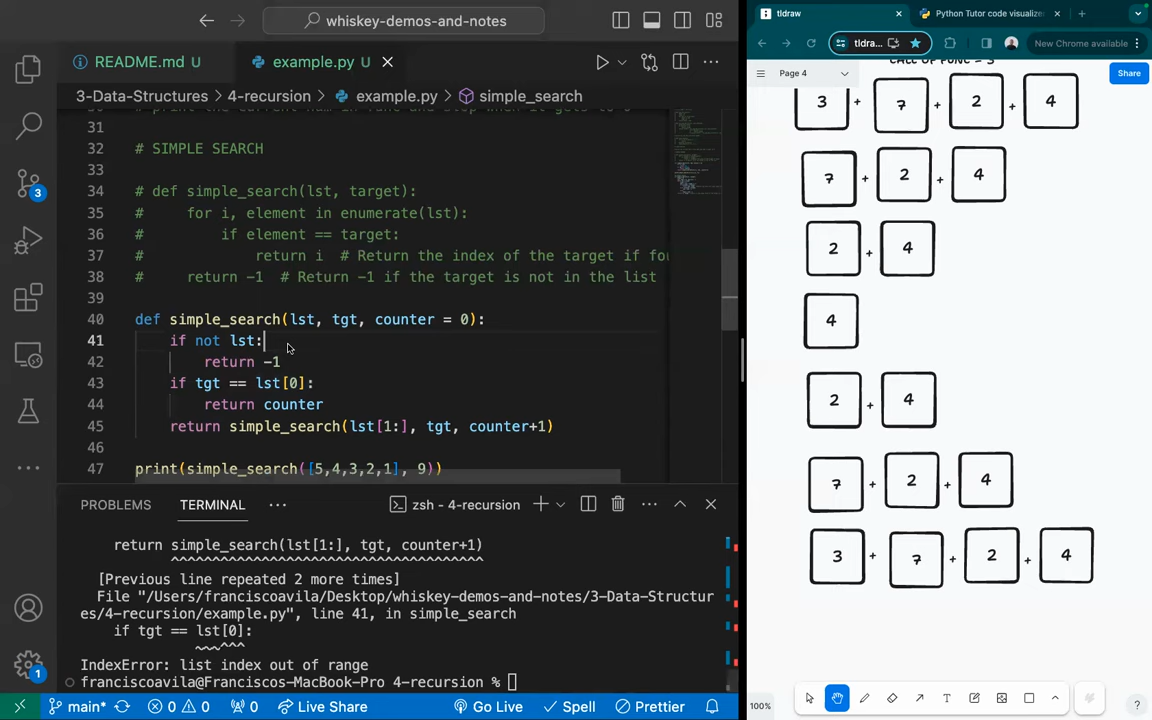 whiskey-demos-and-notes
README.md U
example.py U
3-Data-Structures > 4-recursion > example.py > simple_search
31
32 # SIMPLE SEARCH
33
34 # def simple_search(lst, target):
35 #     for i, element in enumerate(lst):
36 #         if element == target:
37 #             return i  # Return the index of the target if fou
38 #     return -1  # Return -1 if the target is not in the list
39
40 def simple_search(lst, tgt, counter = 0):
41     if not lst:
42         return -1
43     if tgt == lst[0]:
44         return counter
45     return simple_search(lst[1:], tgt, counter+1)
46
47 print(simple_search([5,4,3,2,1], 9))
PROBLEMS TERMINAL ... zsh - 4-recursion
return simple_search(lst[1:], tgt, counter+1)
^^^^^^^^^^^^^^^^^^^^^^^^^^^^^^^^^^^^^^
[Previous line repeated 2 more times]
File "/Users/franciscoavila/Desktop/whiskey-demos-and-notes/3-Data-Structur
es/4-recursion/example.py", line 41, in simple_search
if tgt == lst[0]:
~~~^^^
IndexError: list index out of range
franciscoavila@Franciscos-MacBook-Pro 4-recursion %
3
1
main* 0 0 0 Live Share Go Live Spell Prettier
tldraw
Python Tutor code visualize
tldraw...
New Chrome available
Page 4
Share
3 + 7 + 2 + 4
7 + 2 + 4
2 + 4
4
2 + 4
7 + 2 + 4
3 + 7 + 2 + 4
100%
?